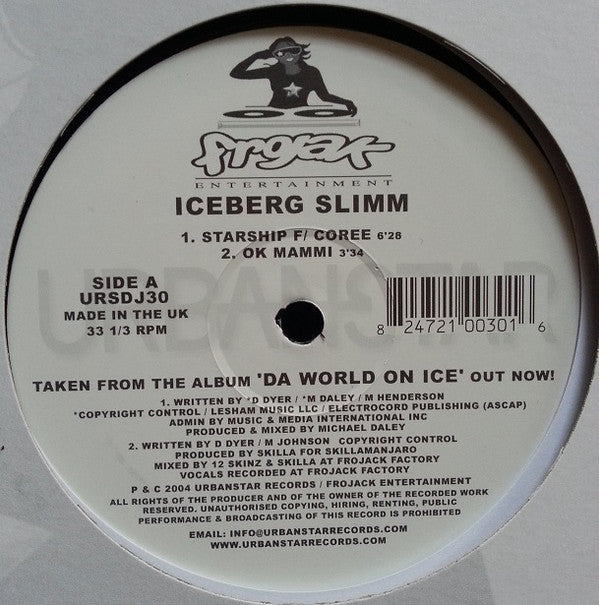 frojak
ENTERTAINMENT
ICEBERG SLIMM
1. STARSHIP F/ COREE 6'28
2. OK MAMMI 3'34
URBANSTAR
SIDE A
URSDJ30
MADE IN THE UK
33 1/3 RPM
8 24721 00301 6
TAKEN FROM THE ALBUM 'DA WORLD ON ICE' OUT NOW!
1. WRITTEN BY *D DYER / *M DALEY / M HENDERSON
*COPYRIGHT CONTROL / LESHAM MUSIC LLC / ELECTROCORD PUBLISHING (ASCAP)
ADMIN BY MUSIC & MEDIA INTERNATIONAL INC
PRODUCED & MIXED BY MICHAEL DALEY
2. WRITTEN BY D DYER / M JOHNSON COPYRIGHT CONTROL
PRODUCED BY SKILLA FOR SKILLAMANJARO
MIXED BY 12 SKINZ & SKILLA AT FROJACK FACTORY
VOCALS RECORDED AT FROJACK FACTORY
P & C 2004 URBANSTAR RECORDS / FROJACK ENTERTAINMENT
ALL RIGHTS OF THE PRODUCER AND OF THE OWNER OF THE RECORDED WORK
RESERVED. UNAUTHORISED COPYING, HIRING, RENTING, PUBLIC
PERFORMANCE & BROADCASTING OF THIS RECORD IS PROHIBITED
EMAIL: INFO@URBANSTARRECORDS.COM
WWW.URBANSTARRECORDS.COM